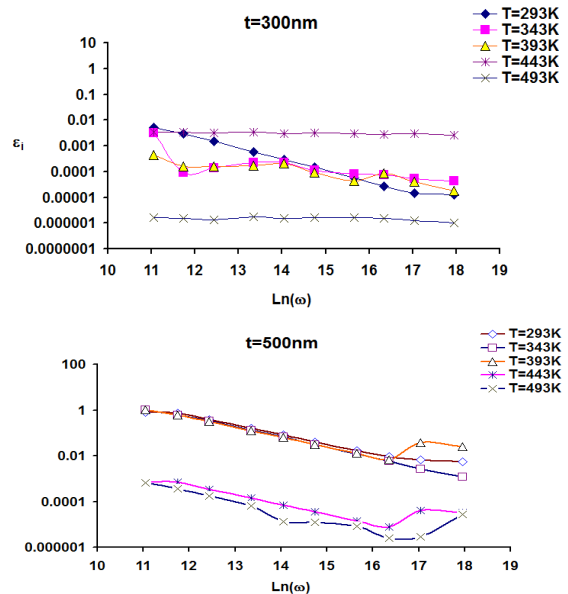 t=300nm
T=293K
T=343K
T=393K
T=443K
T=493K
10
1
0.1
0.01
0.001
0.0001
0.00001
0.000001
0.0000001
εi
10 11 12 13 14 15 16 17 18 19
Ln(ω)
t=500nm
T=293K
T=343K
T=393K
T=443K
T=493K
100
1
0.01
0.0001
0.000001
10 11 12 13 14 15 16 17 18 19
Ln(ω)